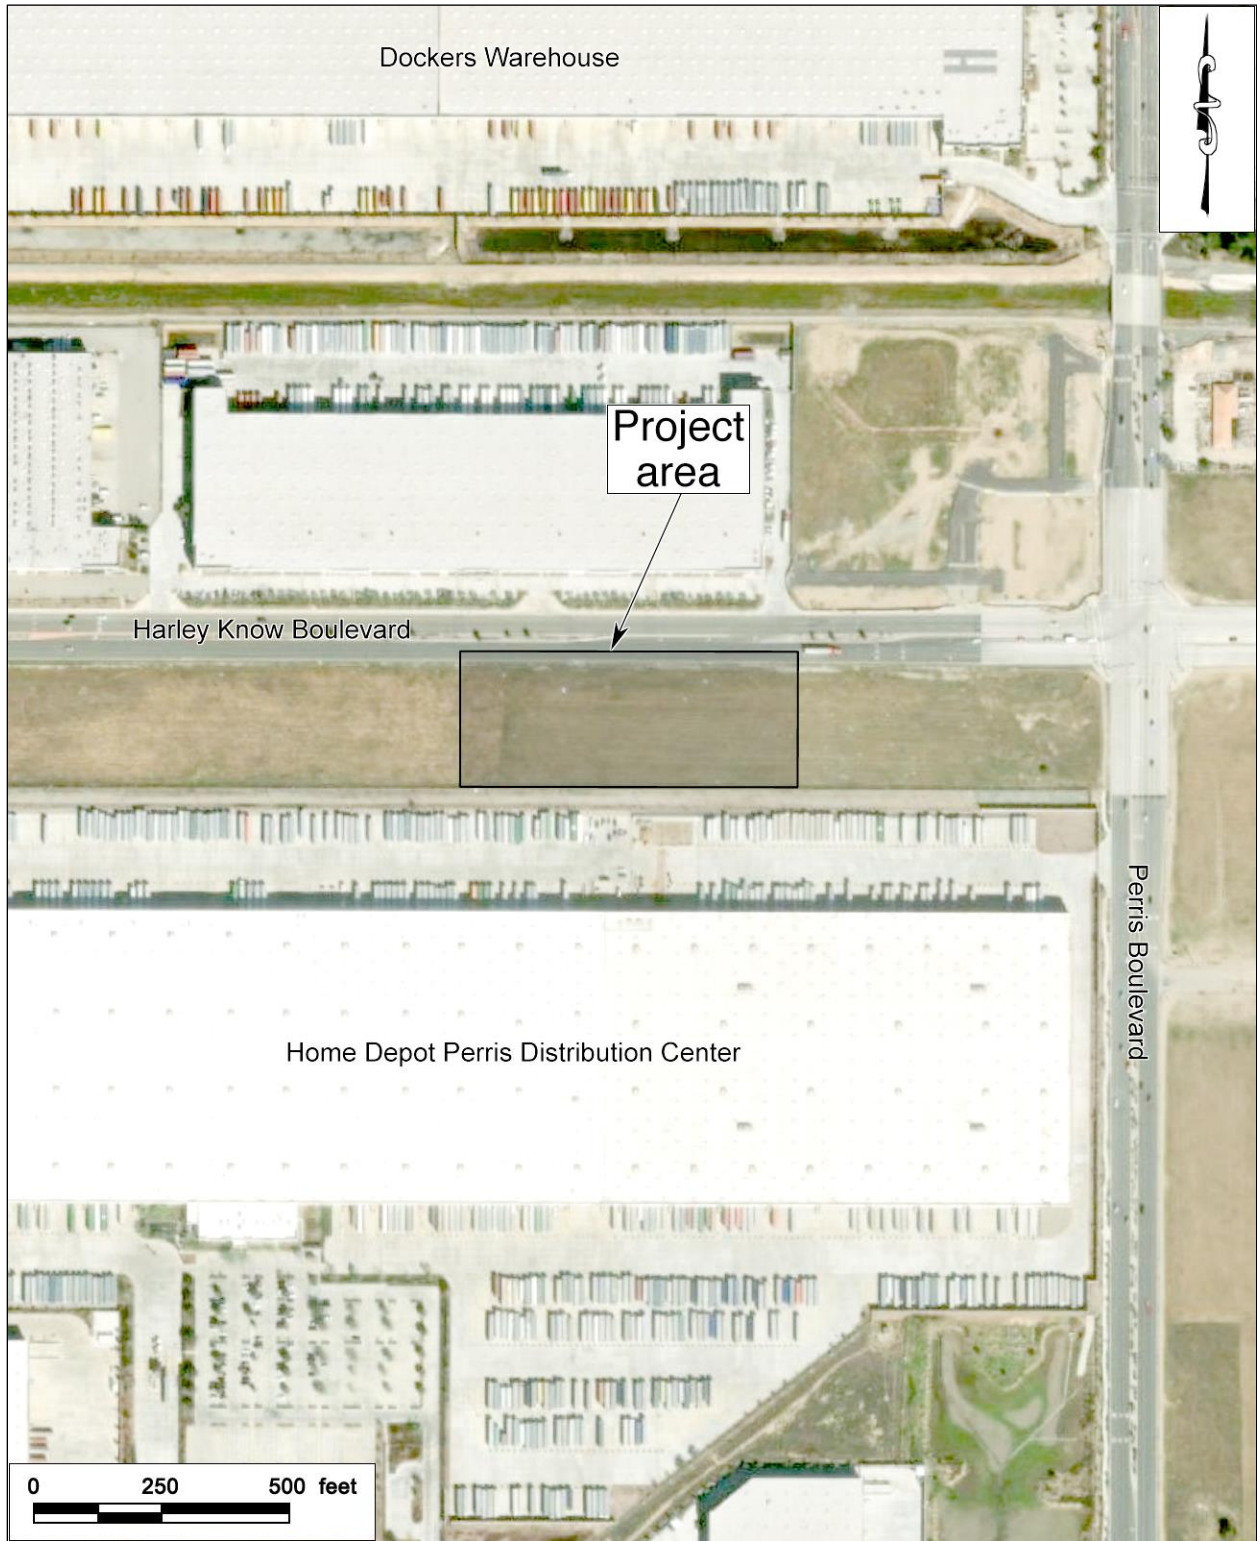 Dockers Warehouse
Project
area
Harley Know Boulevard
Perris Boulevard
Home Depot Perris Distribution Center
0 250 500 feet